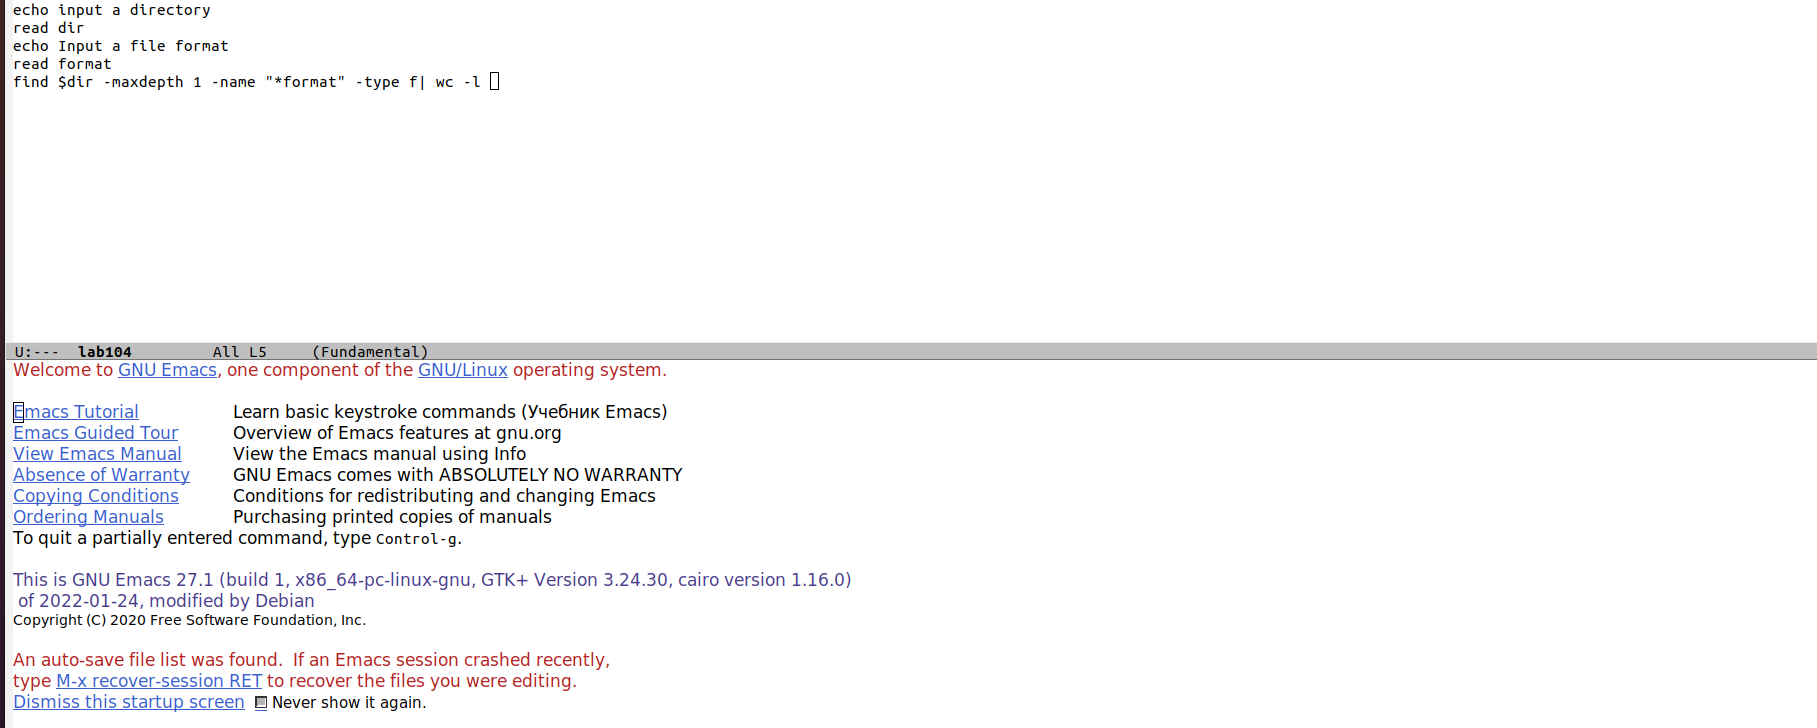 echo input a directory
read dir
echo Input a file format
read format
find $dir -maxdepth 1 -name "*format" -type f| wc -l
U:---  lab104         All L5     (Fundamental)
Welcome to GNU Emacs, one component of the GNU/Linux operating system.
Emacs Tutorial Learn basic keystroke commands (Учебник Emacs)
Emacs Guided Tour Overview of Emacs features at gnu.org
View Emacs Manual View the Emacs manual using Info
Absence of Warranty GNU Emacs comes with ABSOLUTELY NO WARRANTY
Copying Conditions Conditions for redistributing and changing Emacs
Ordering Manuals Purchasing printed copies of manuals
To quit a partially entered command, type Control-g.
This is GNU Emacs 27.1 (build 1, x86_64-pc-linux-gnu, GTK+ Version 3.24.30, cairo version 1.16.0)
of 2022-01-24, modified by Debian
Copyright (C) 2020 Free Software Foundation, Inc.
An auto-save file list was found.  If an Emacs session crashed recently,
type M-x recover-session RET to recover the files you were editing.
Dismiss this startup screen Never show it again.